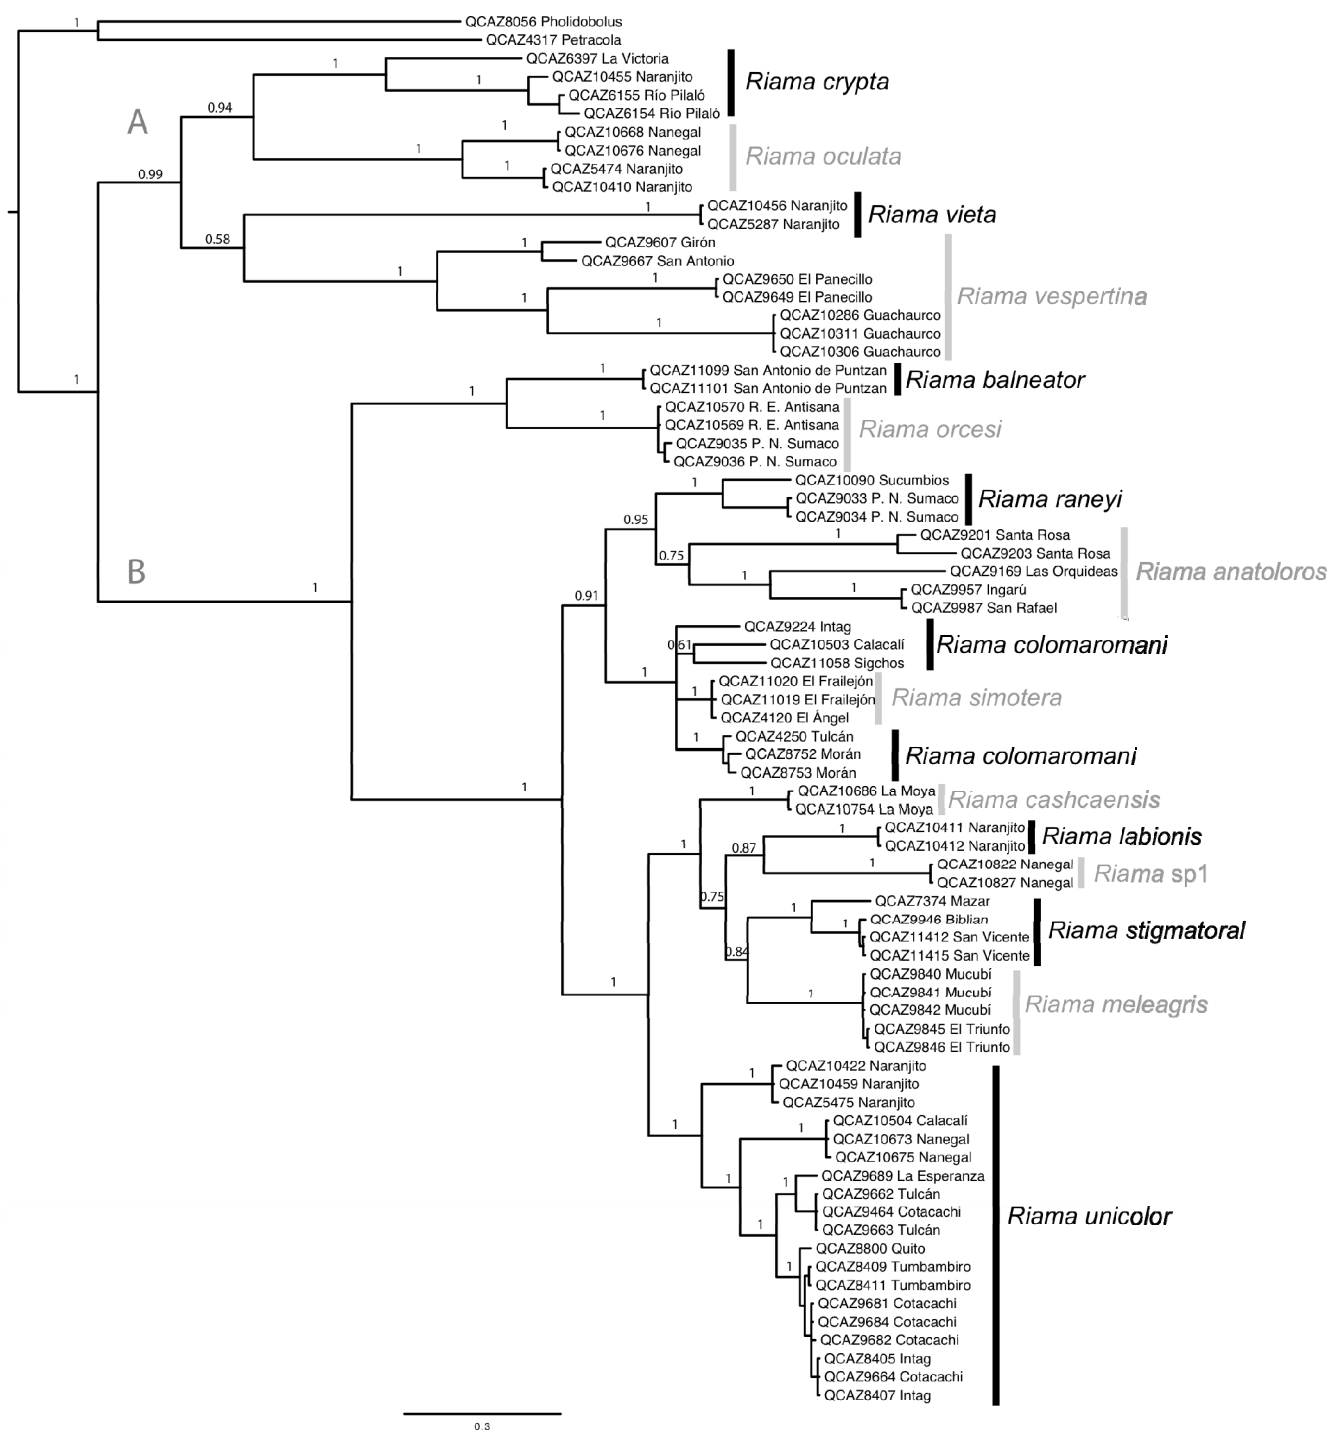 1
QCAZ8056 Pholidobolus
QCAZ4317 Petracola
QCAZ6397 La Victoria
1
QCAZ10455 Naranjito
1
Riama crypta
QCAZ6155 Río Pilaló
0.94
QCAZ6154 Río Pilaló
A
1
QCAZ10668 Nanegal
1
QCAZ10676 Nanegal
Riama oculata
1
QCAZ5474 Naranjito
0.99
QCAZ10410 Naranjito
1
QCAZ10456 Naranjito
Riama vieta
QCAZ5287 Naranjito
0.58
1
QCAZ9607 Girón
QCAZ9667 San Antonio
1
1
QCAZ9650 El Panecillo
1
QCAZ9649 El Panecillo
Riama vespertina
QCAZ10286 Guachaurco
1
QCAZ10311 Guachaurco
QCAZ10306 Guachaurco
1
1
QCAZ11099 San Antonio de Puntzan
Riama balneator
1
QCAZ11101 San Antonio de Puntzan
QCAZ10570 R. E. Antisana
1
QCAZ10569 R. E. Antisana
Riama orcesi
QCAZ9035 P. N. Sumaco
QCAZ9036 P. N. Sumaco
1
QCAZ10090 Sucumbios
QCAZ9033 P. N. Sumaco
Riama raneyi
QCAZ9034 P. N. Sumaco
0.95
1
QCAZ9201 Santa Rosa
0.75
QCAZ9203 Santa Rosa
B
1
QCAZ9169 Las Orquideas
Riama anatoloros
1
1
QCAZ9957 Ingarú
0.91
QCAZ9987 San Rafael
QCAZ9224 Intag
0.61
QCAZ10503 Calacalí
Riama colomaromani
QCAZ11058 Sigchos
1
QCAZ11020 El Frailejón
1
QCAZ11019 El Frailejón
Riama simotera
QCAZ4120 El Ángel
1
QCAZ4250 Tulcán
QCAZ8752 Morán
Riama colomaromani
QCAZ8753 Morán
1
1
QCAZ10686 La Moya
Riama cashcaensis
QCAZ10754 La Moya
1
QCAZ10411 Naranjito
Riama labionis
1
0.87
QCAZ10412 Naranjito
1
QCAZ10822 Nanegal
Riama sp1
QCAZ10827 Nanegal
0.75
QCAZ7374 Mazar
1
1
QCAZ9946 Biblian
Riama stigmatoral
QCAZ11412 San Vicente
0.84
QCAZ11415 San Vicente
QCAZ9840 Mucubí
1
1
QCAZ9841 Mucubí
Riama meleagris
QCAZ9842 Mucubí
QCAZ9845 El Triunfo
QCAZ9846 El Triunfo
QCAZ10422 Naranjito
1
QCAZ10459 Naranjito
QCAZ5475 Naranjito
1
QCAZ10504 Calacalí
1
QCAZ10673 Nanegal
QCAZ10675 Nanegal
1
QCAZ9689 La Esperanza
1
QCAZ9662 Tulcán
QCAZ9464 Cotacachi
Riama unicolor
1
QCAZ9663 Tulcán
QCAZ8800 Quito
1
QCAZ8409 Tumbambiro
QCAZ8411 Tumbambiro
QCAZ9681 Cotacachi
QCAZ9684 Cotacachi
QCAZ9682 Cotacachi
QCAZ8405 Intag
QCAZ9664 Cotacachi
QCAZ8407 Intag
0.3